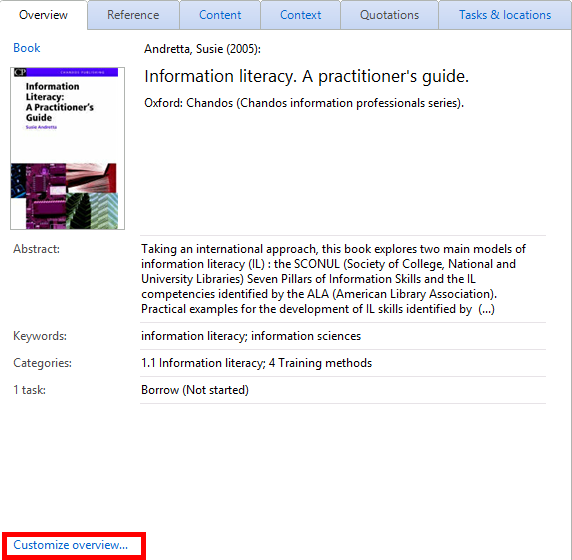 Overview
Reference
Content
Context
Quotations
Tasks & locations
Book
Andretta, Susie (2005):
Information literacy. A practitioner's guide.
Oxford: Chandos (Chandos information professionals series).
CP
CHANDOS PUBLISHING
Information
Literacy:
A Practitioner's
Guide
Susie Andretta
Abstract:
Taking an international approach, this book explores two main models of
information literacy (IL) : the SCONUL (Society of College, National and
University Libraries) Seven Pillars of Information Skills and the IL
competencies identified by the ALA (American Library Association).
Practical examples for the development of IL skills identified by (...)
Keywords:
information literacy; information sciences
Categories:
1.1 Information literacy; 4 Training methods
1 task:
Borrow (Not started)
Customize overview...